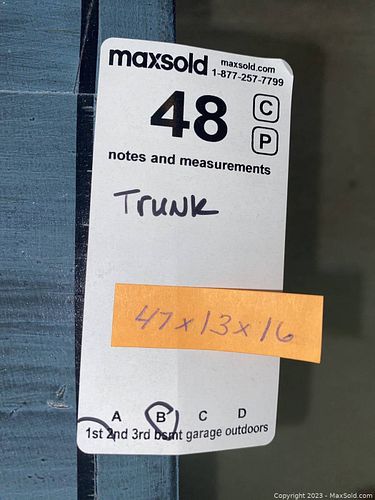 maxsold maxsold.com
1-877-257-7799
48 C
P
notes and measurements
Trunk
47x13x16
A B C D
1st 2nd 3rd bsmt garage outdoors
Copyright 2023 - MaxSold.com